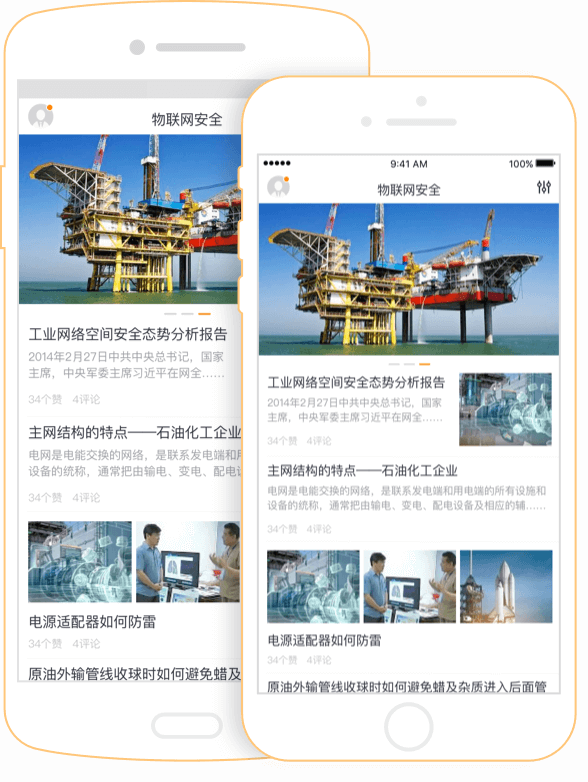 物联网安全
工业网络空间安全态势分析报告
2014年2月27日中共中央总书记，国家
主席，中央军委主席习近平在网全……
34个赞 4评论
主网结构的特点——石油化工企业
电网是电能交换的网络，是联系发电端和用
设备的统称，通常把由输电、变电、配电设
34个赞 4评论
电源适配器如何防雷
34个赞 4评论
原油外输管线收球时如何避免蜡及
9:41 AM
100%
物联网安全
工业网络空间安全态势分析报告
2014年2月27日中共中央总书记，国家
主席，中央军委主席习近平在网全……
34个赞 4评论
主网结构的特点——石油化工企业
电网是电能交换的网络，是联系发电端和用电端的所有设施和
设备的统称，通常把由输电、变电、配电设备及相应的辅……
34个赞 4评论
电源适配器如何防雷
34个赞 4评论
原油外输管线收球时如何避免蜡及杂质进入后面管